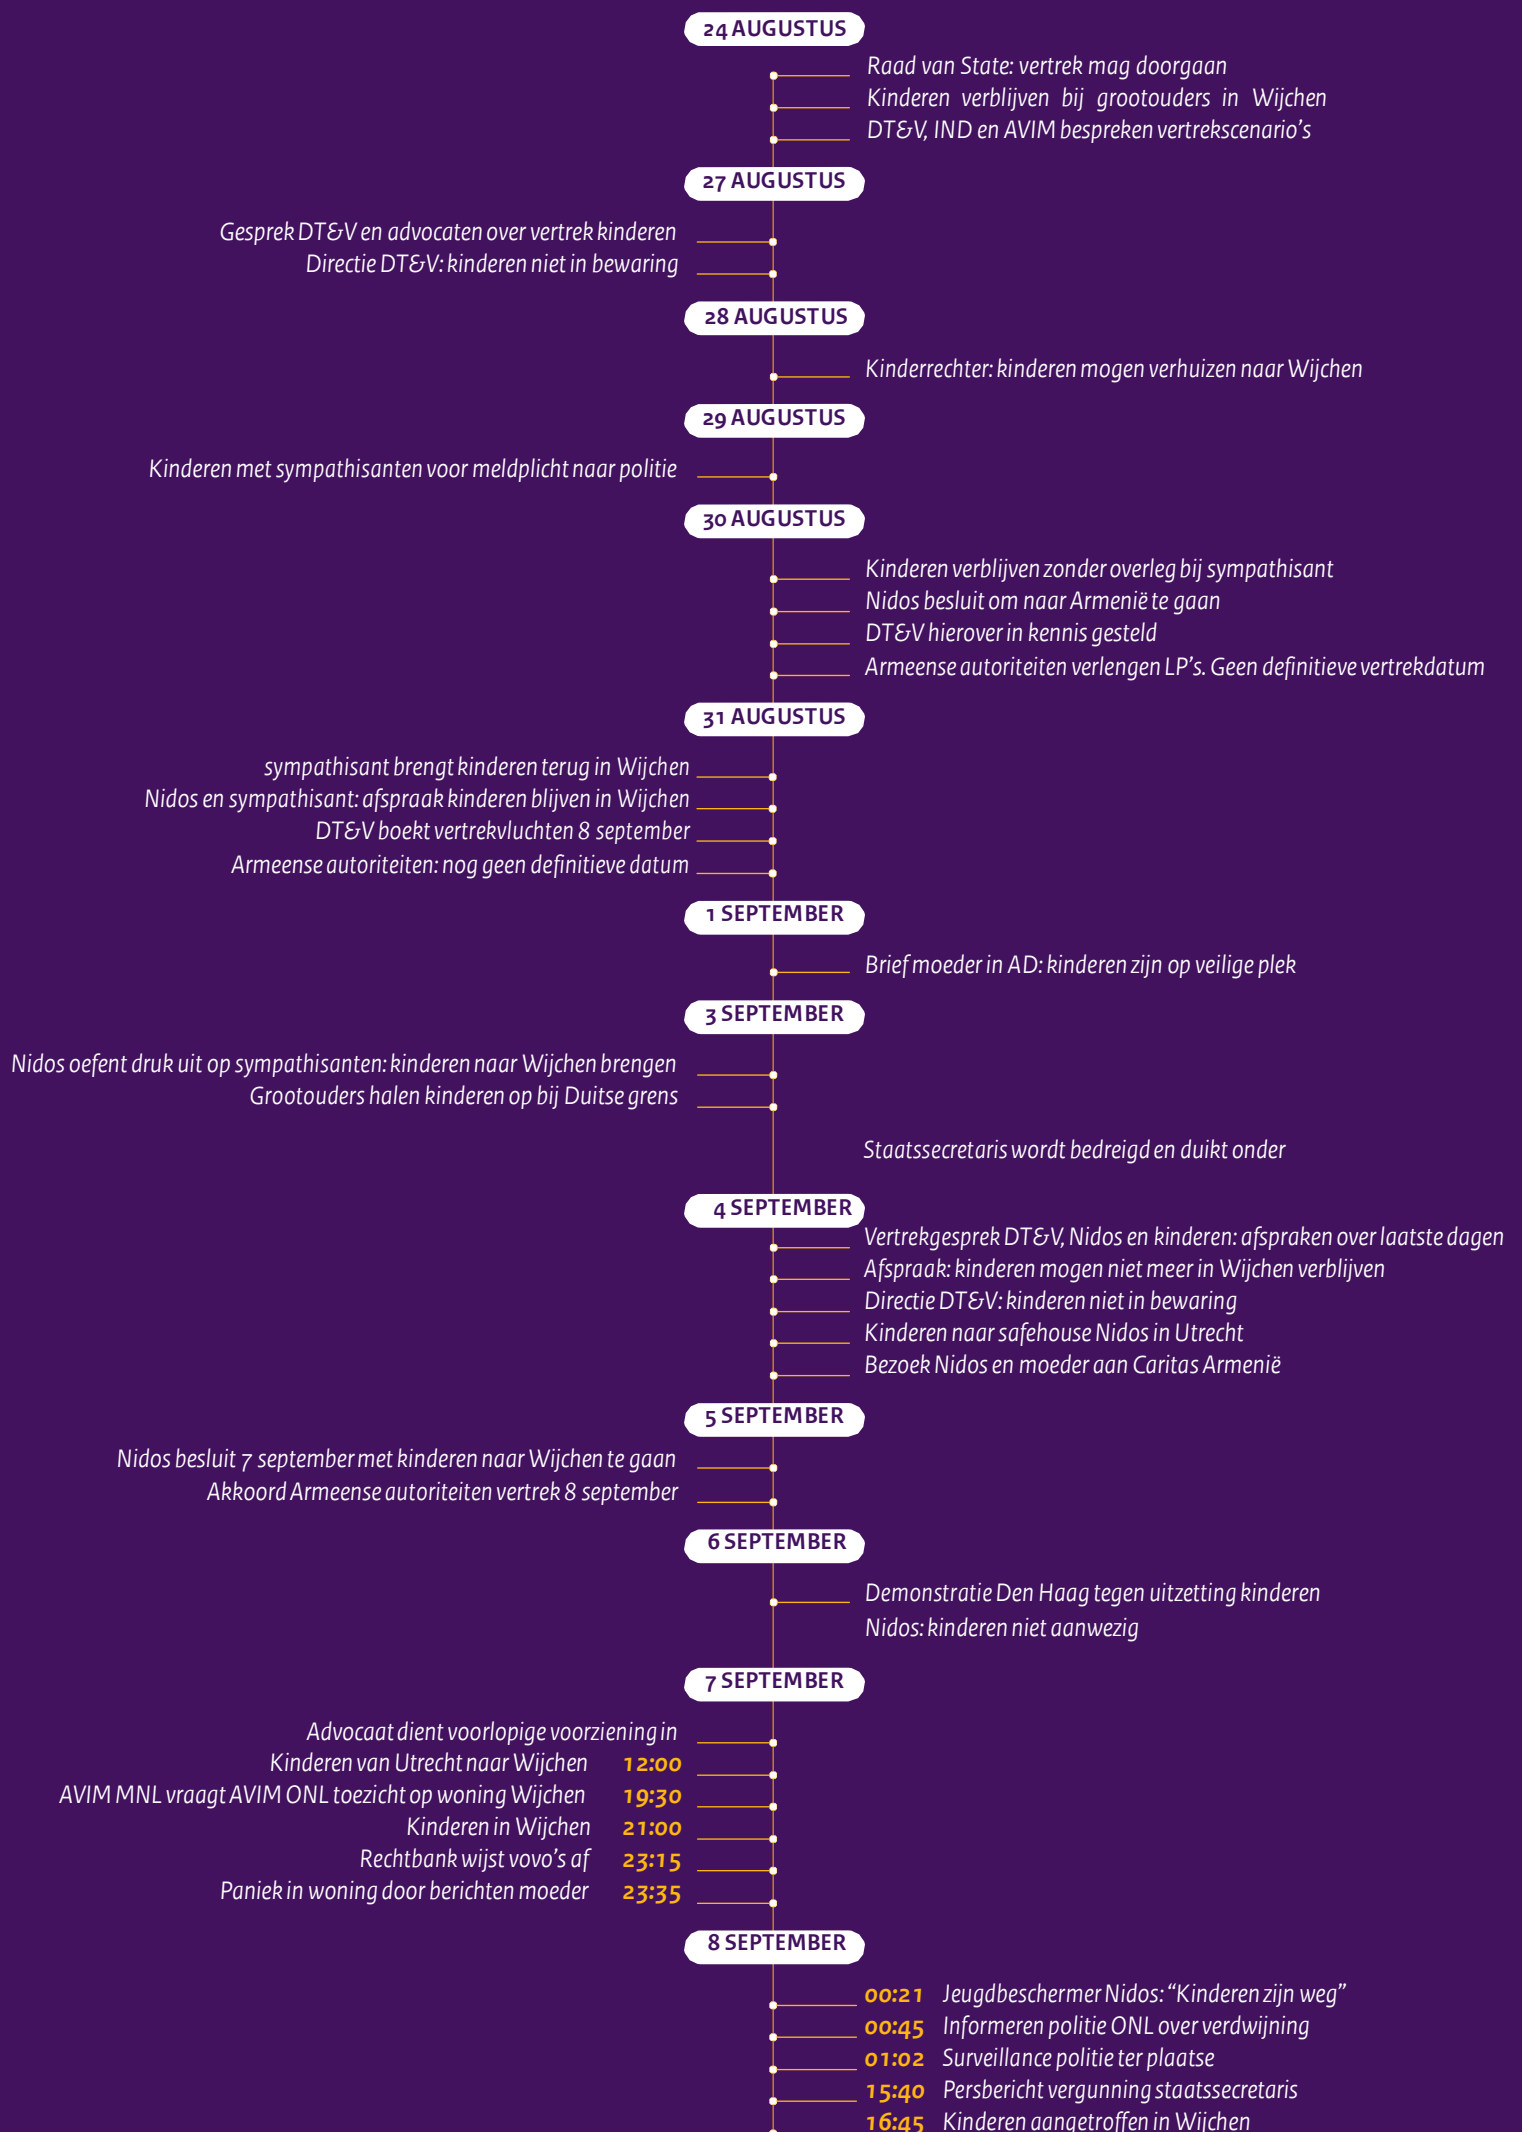 24 AUGUSTUS
Raad van State: vertrek mag doorgaan
Kinderen verblijven bij grootouders in Wijchen
DT&V, IND en AVIM bespreken vertrekscenario's
27 AUGUSTUS
Gesprek DT&V en advocaten over vertrek kinderen
Directie DT&V: kinderen niet in bewaring
28 AUGUSTUS
Kinderrechter: kinderen mogen verhuizen naar Wijchen
29 AUGUSTUS
Kinderen met sympathisanten voor meldplicht naar politie
30 AUGUSTUS
Kinderen verblijven zonder overleg bij sympathisant
Nidos besluit om naar Armenië te gaan
DT&V hierover in kennis gesteld
Armeense autoriteiten verlengen LP's. Geen definitieve vertrekdatum
31 AUGUSTUS
sympathisant brengt kinderen terug in Wijchen
Nidos en sympathisant: afspraak kinderen blijven in Wijchen
DT&V boekt vertrekvluchten 8 september
Armeense autoriteiten: nog geen definitieve datum
1 SEPTEMBER
Brief moeder in AD: kinderen zijn op veilige plek
3 SEPTEMBER
Nidos oefent druk uit op sympathisanten: kinderen naar Wijchen brengen
Grootouders halen kinderen op bij Duitse grens
Staatssecretaris wordt bedreigd en duikt onder
4 SEPTEMBER
Vertrekgesprek DT&V, Nidos en kinderen: afspraken over laatste dagen
Afspraak: kinderen mogen niet meer in Wijchen verblijven
Directie DT&V: kinderen niet in bewaring
Kinderen naar safehouse Nidos in Utrecht
Bezoek Nidos en moeder aan Caritas Armenië
5 SEPTEMBER
Nidos besluit 7 september met kinderen naar Wijchen te gaan
Akkoord Armeense autoriteiten vertrek 8 september
6 SEPTEMBER
Demonstratie Den Haag tegen uitzetting kinderen
Nidos: kinderen niet aanwezig
7 SEPTEMBER
Advocaat dient voorlopige voorziening in
Kinderen van Utrecht naar Wijchen 12:00
AVIM MNL vraagt AVIM ONL toezicht op woning Wijchen 19:30
Kinderen in Wijchen 21:00
Rechtbank wijst vovo's af 23:15
Paniek in woning door berichten moeder 23:35
8 SEPTEMBER
00:21 Jeugdbeschermer Nidos: “Kinderen zijn weg”
00:45 Informeren politie ONL over verdwijning
01:02 Surveillance politie ter plaatse
15:40 Persbericht vergunning staatssecretaris
16:45 Kinderen aangetroffen in Wijchen